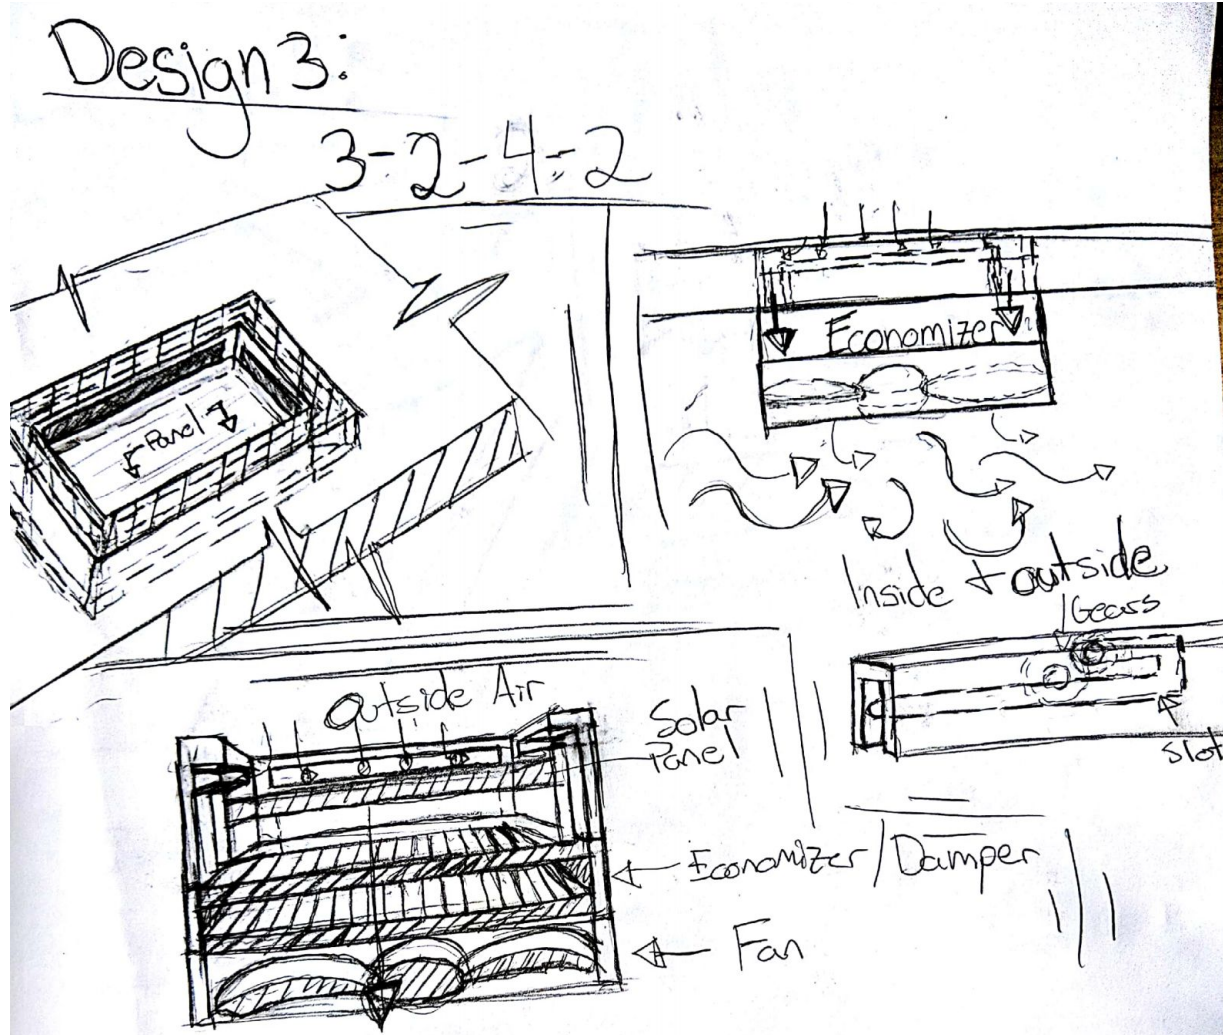 Design 3:
3-2-4-2
Panel
Economizer
Inside + outside
Gears
Slot
Outside Air
Solar
Panel
Economizer/Damper
Fan